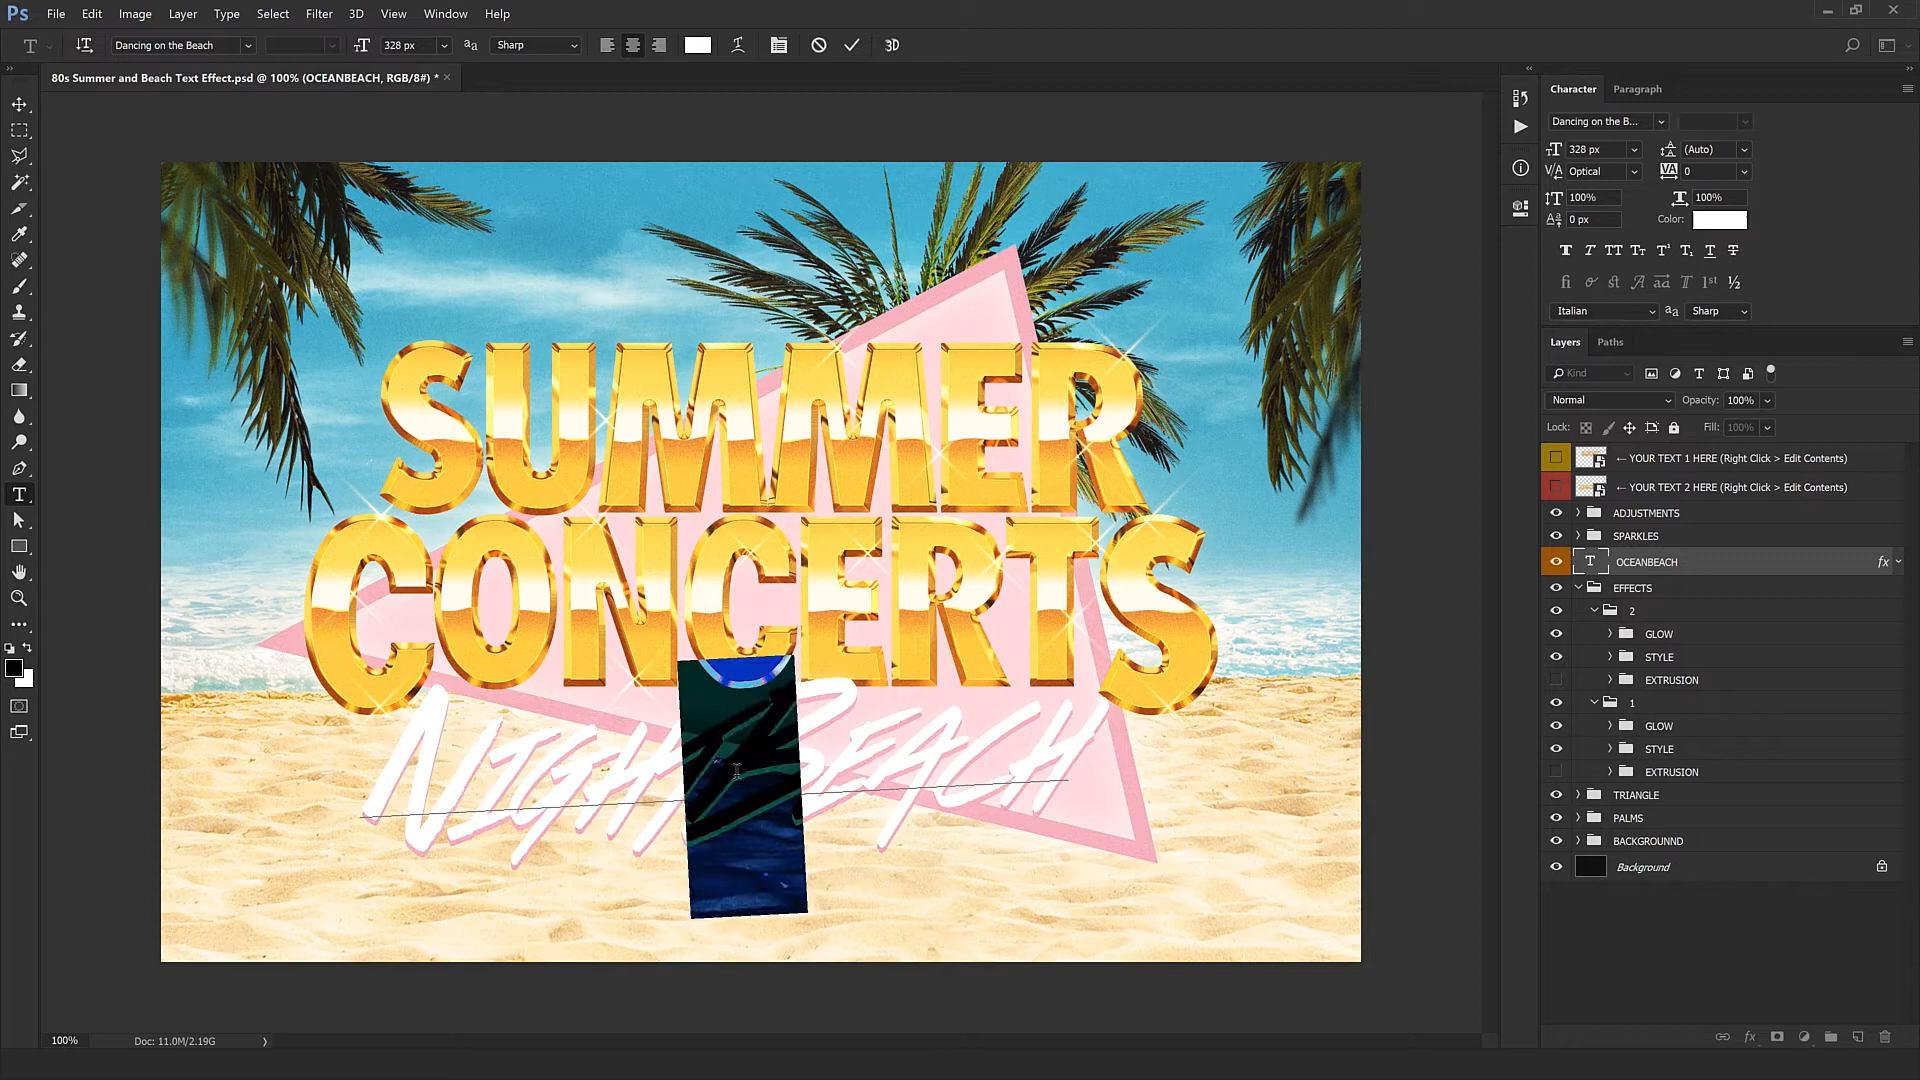 Ps File Edit Image Layer Type Select Filter 3D View Window Help
Dancing on the Beach 328 px Sharp 3D
80s Summer and Beach Text Effect.psd @ 100% (OCEANBEACH, RGB/8#) * ×
SUMMER
CONCERTS
NIGHT BEACH
100% Doc: 11.0M/2.19G
Character Paragraph
Dancing on the B...
328 px (Auto)
Optical 0
100% 100%
0 px Color:
Italian Sharp
Layers Paths
Kind
Normal Opacity: 100%
Lock: Fill: 100%
← YOUR TEXT 1 HERE (Right Click > Edit Contents)
← YOUR TEXT 2 HERE (Right Click > Edit Contents)
ADJUSTMENTS
SPARKLES
OCEANBEACH fx
EFFECTS
2
GLOW
STYLE
EXTRUSION
1
GLOW
STYLE
EXTRUSION
TRIANGLE
PALMS
BACKGROUNND
Background